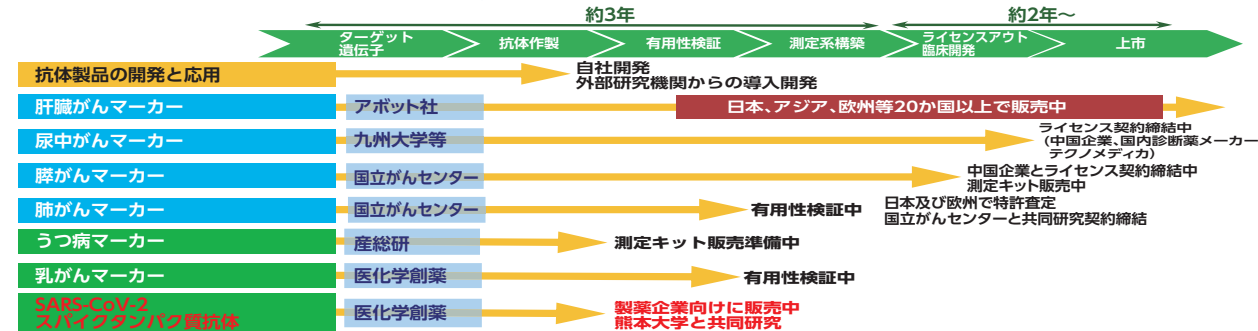 約3年
約2年～
ターゲット
遺伝子
抗体作製
有用性検証
測定系構築
ライセンスアウト
臨床開発
上市
抗体製品の開発と応用
自社開発
外部研究機関からの導入開発
肝臓がんマーカー
アボット社
日本、アジア、欧州等20か国以上で販売中
尿中がんマーカー
九州大学等
ライセンス契約締結中
(中国企業、国内診断薬メーカー
テクノメディカ)
膵がんマーカー
国立がんセンター
中国企業とライセンス契約締結中
測定キット販売中
肺がんマーカー
国立がんセンター
有用性検証中
日本及び欧州で特許査定
国立がんセンターと共同研究契約締結
うつ病マーカー
産総研
測定キット販売準備中
乳がんマーカー
医化学創薬
有用性検証中
SARS-CoV-2
スパイクタンパク質抗体
医化学創薬
製薬企業向けに販売中
熊本大学と共同研究